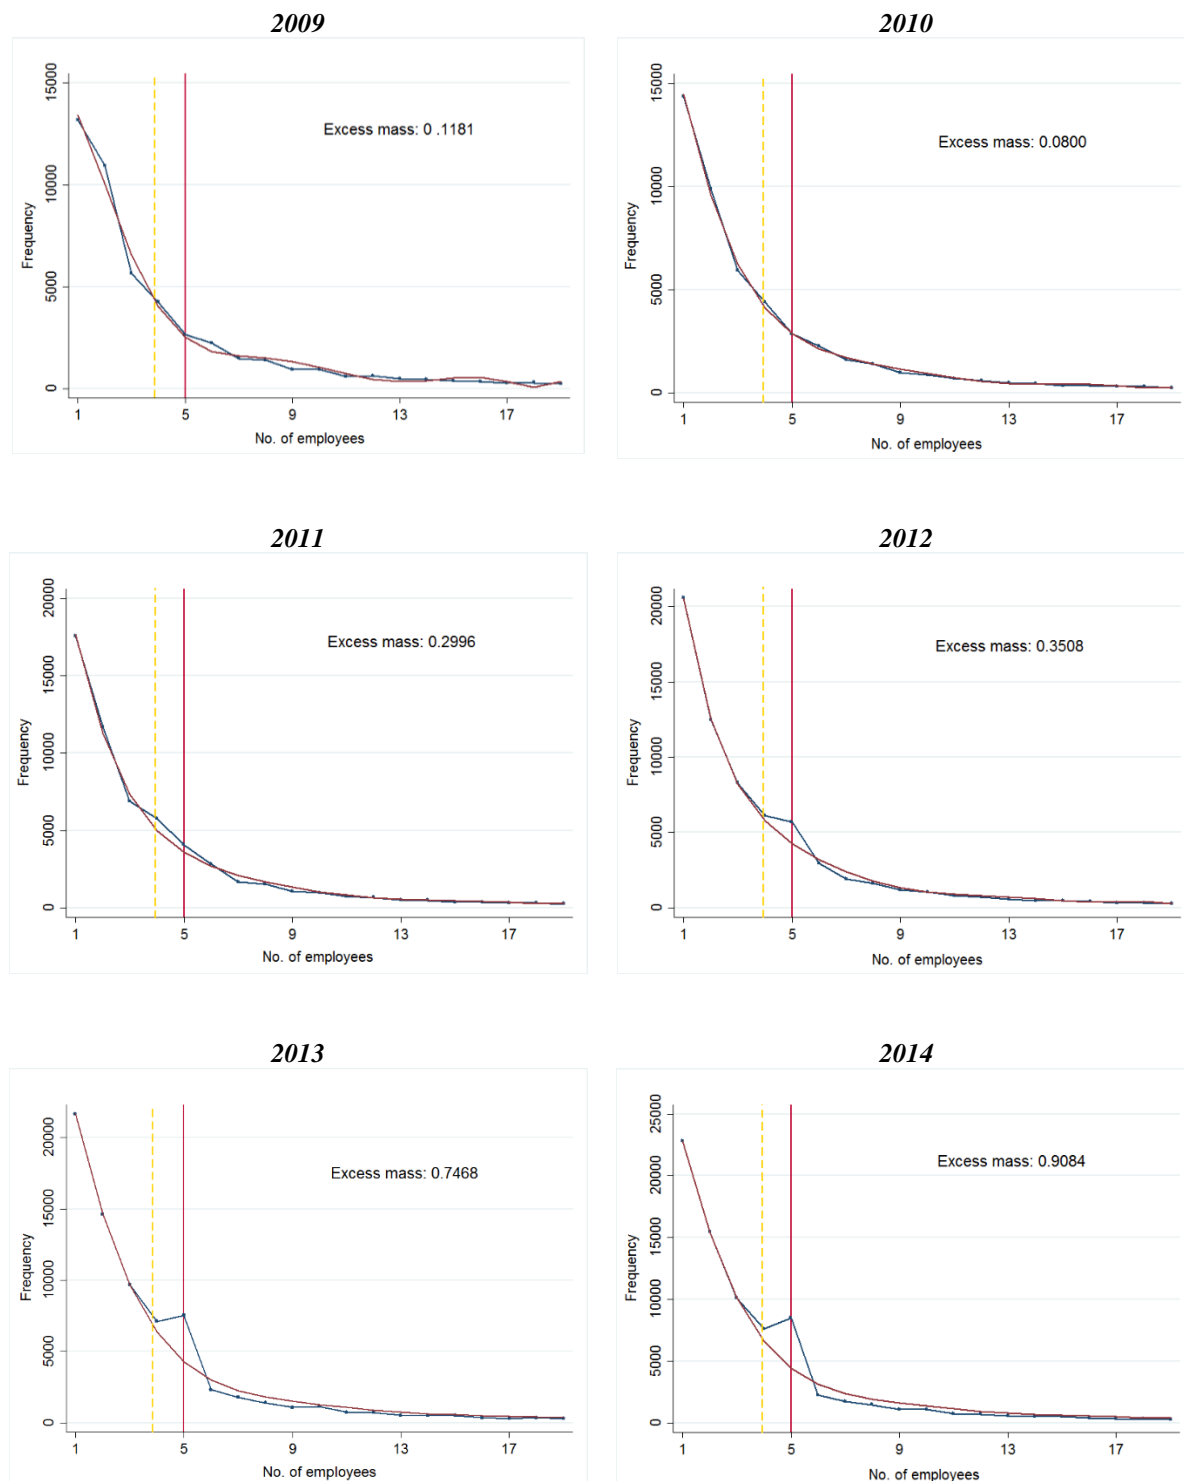 2009
15000
10000
5000
0
Frequency
Excess mass: 0 .1181
1 5 9 13 17
No. of employees
2010
15000
10000
5000
0
Frequency
Excess mass: 0.0800
1 5 9 13 17
No. of employees
2011
20000
15000
10000
5000
0
Frequency
Excess mass: 0.2996
1 5 9 13 17
No. of employees
2012
20000
15000
10000
5000
0
Frequency
Excess mass: 0.3508
1 5 9 13 17
No. of employees
2013
20000
15000
10000
5000
0
Frequency
Excess mass: 0.7468
1 5 9 13 17
No. of employees
2014
25000
20000
15000
10000
5000
0
Frequency
Excess mass: 0.9084
1 5 9 13 17
No. of employees